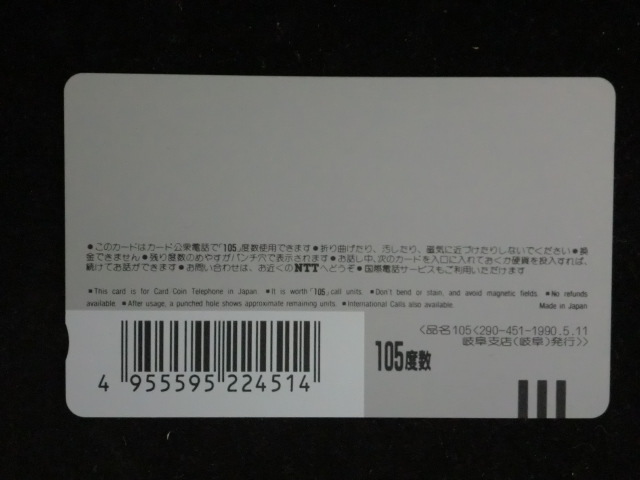 ●このカードはカード公衆電話で「105」度数使用できます●折り曲げたり、汚したり、磁気に近づけたりしないでください●換
金できません●残り度数のめやすがパンチ穴で表示されます●お話し中、次のカードを入口に入れておくか硬貨を投入すれば、
続けてお話ができます●お問い合わせは、お近くのNTTへどうぞ●国際電話サービスもご利用いただけます
■This card is for Card Coin Telephone in Japan ■It is worth「105」call units. ■Don't bend or stain, and avoid magnetic fields. ■No refunds
available. ■After usage, a punched hole shows approximate remaining units. ■International Calls also available. Made in Japan
〈品名105〈290-451-1990.5.11
岐阜支店(岐阜)発行〉〉
105度数
4 955595 224514